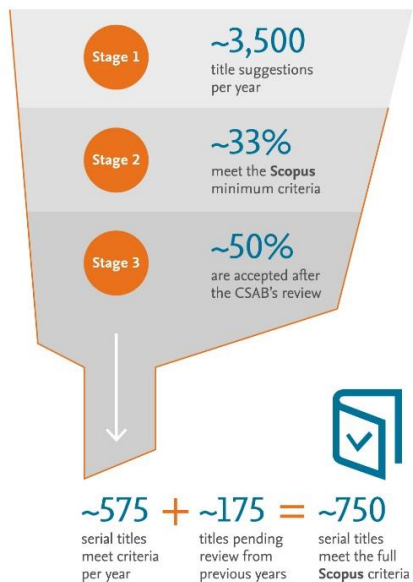 Stage 1
~3,500
title suggestions
per year
Stage 2
~33%
meet the Scopus
minimum criteria
Stage 3
~50%
are accepted after
the CSAB's review
~575 + ~175 = ~750
serial titles
meet criteria
per year
titles pending
review from
previous years
serial titles
meet the full
Scopus criteria